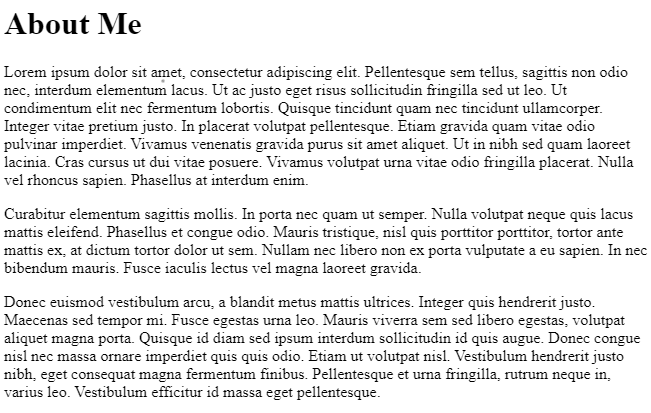 About Me
Lorem ipsum dolor sit amet, consectetur adipiscing elit. Pellentesque sem tellus, sagittis non odio
nec, interdum elementum lacus. Ut ac justo eget risus sollicitudin fringilla sed ut leo. Ut
condimentum elit nec fermentum lobortis. Quisque tincidunt quam nec tincidunt ullamcorper.
Integer vitae pretium justo. In placerat volutpat pellentesque. Etiam gravida quam vitae odio
pulvinar imperdiet. Vivamus venenatis gravida purus sit amet aliquet. Ut in nibh sed quam laoreet
lacinia. Cras cursus ut dui vitae posuere. Vivamus volutpat urna vitae odio fringilla placerat. Nulla
vel rhoncus sapien. Phasellus at interdum enim.
Curabitur elementum sagittis mollis. In porta nec quam ut semper. Nulla volutpat neque quis lacus
mattis eleifend. Phasellus et congue odio. Mauris tristique, nisl quis porttitor porttitor, tortor ante
mattis ex, at dictum tortor dolor ut sem. Nullam nec libero non ex porta vulputate a eu sapien. In nec
bibendum mauris. Fusce iaculis lectus vel magna laoreet gravida.
Donec euismod vestibulum arcu, a blandit metus mattis ultrices. Integer quis hendrerit justo.
Maecenas sed tempor mi. Fusce egestas urna leo. Mauris viverra sem sed libero egestas, volutpat
aliquet magna porta. Quisque id diam sed ipsum interdum sollicitudin id quis augue. Donec congue
nisl nec massa ornare imperdiet quis quis odio. Etiam ut volutpat nisl. Vestibulum hendrerit justo
nibh, eget consequat magna fermentum finibus. Pellentesque et urna fringilla, rutrum neque in,
varius leo. Vestibulum efficitur id massa eget pellentesque.